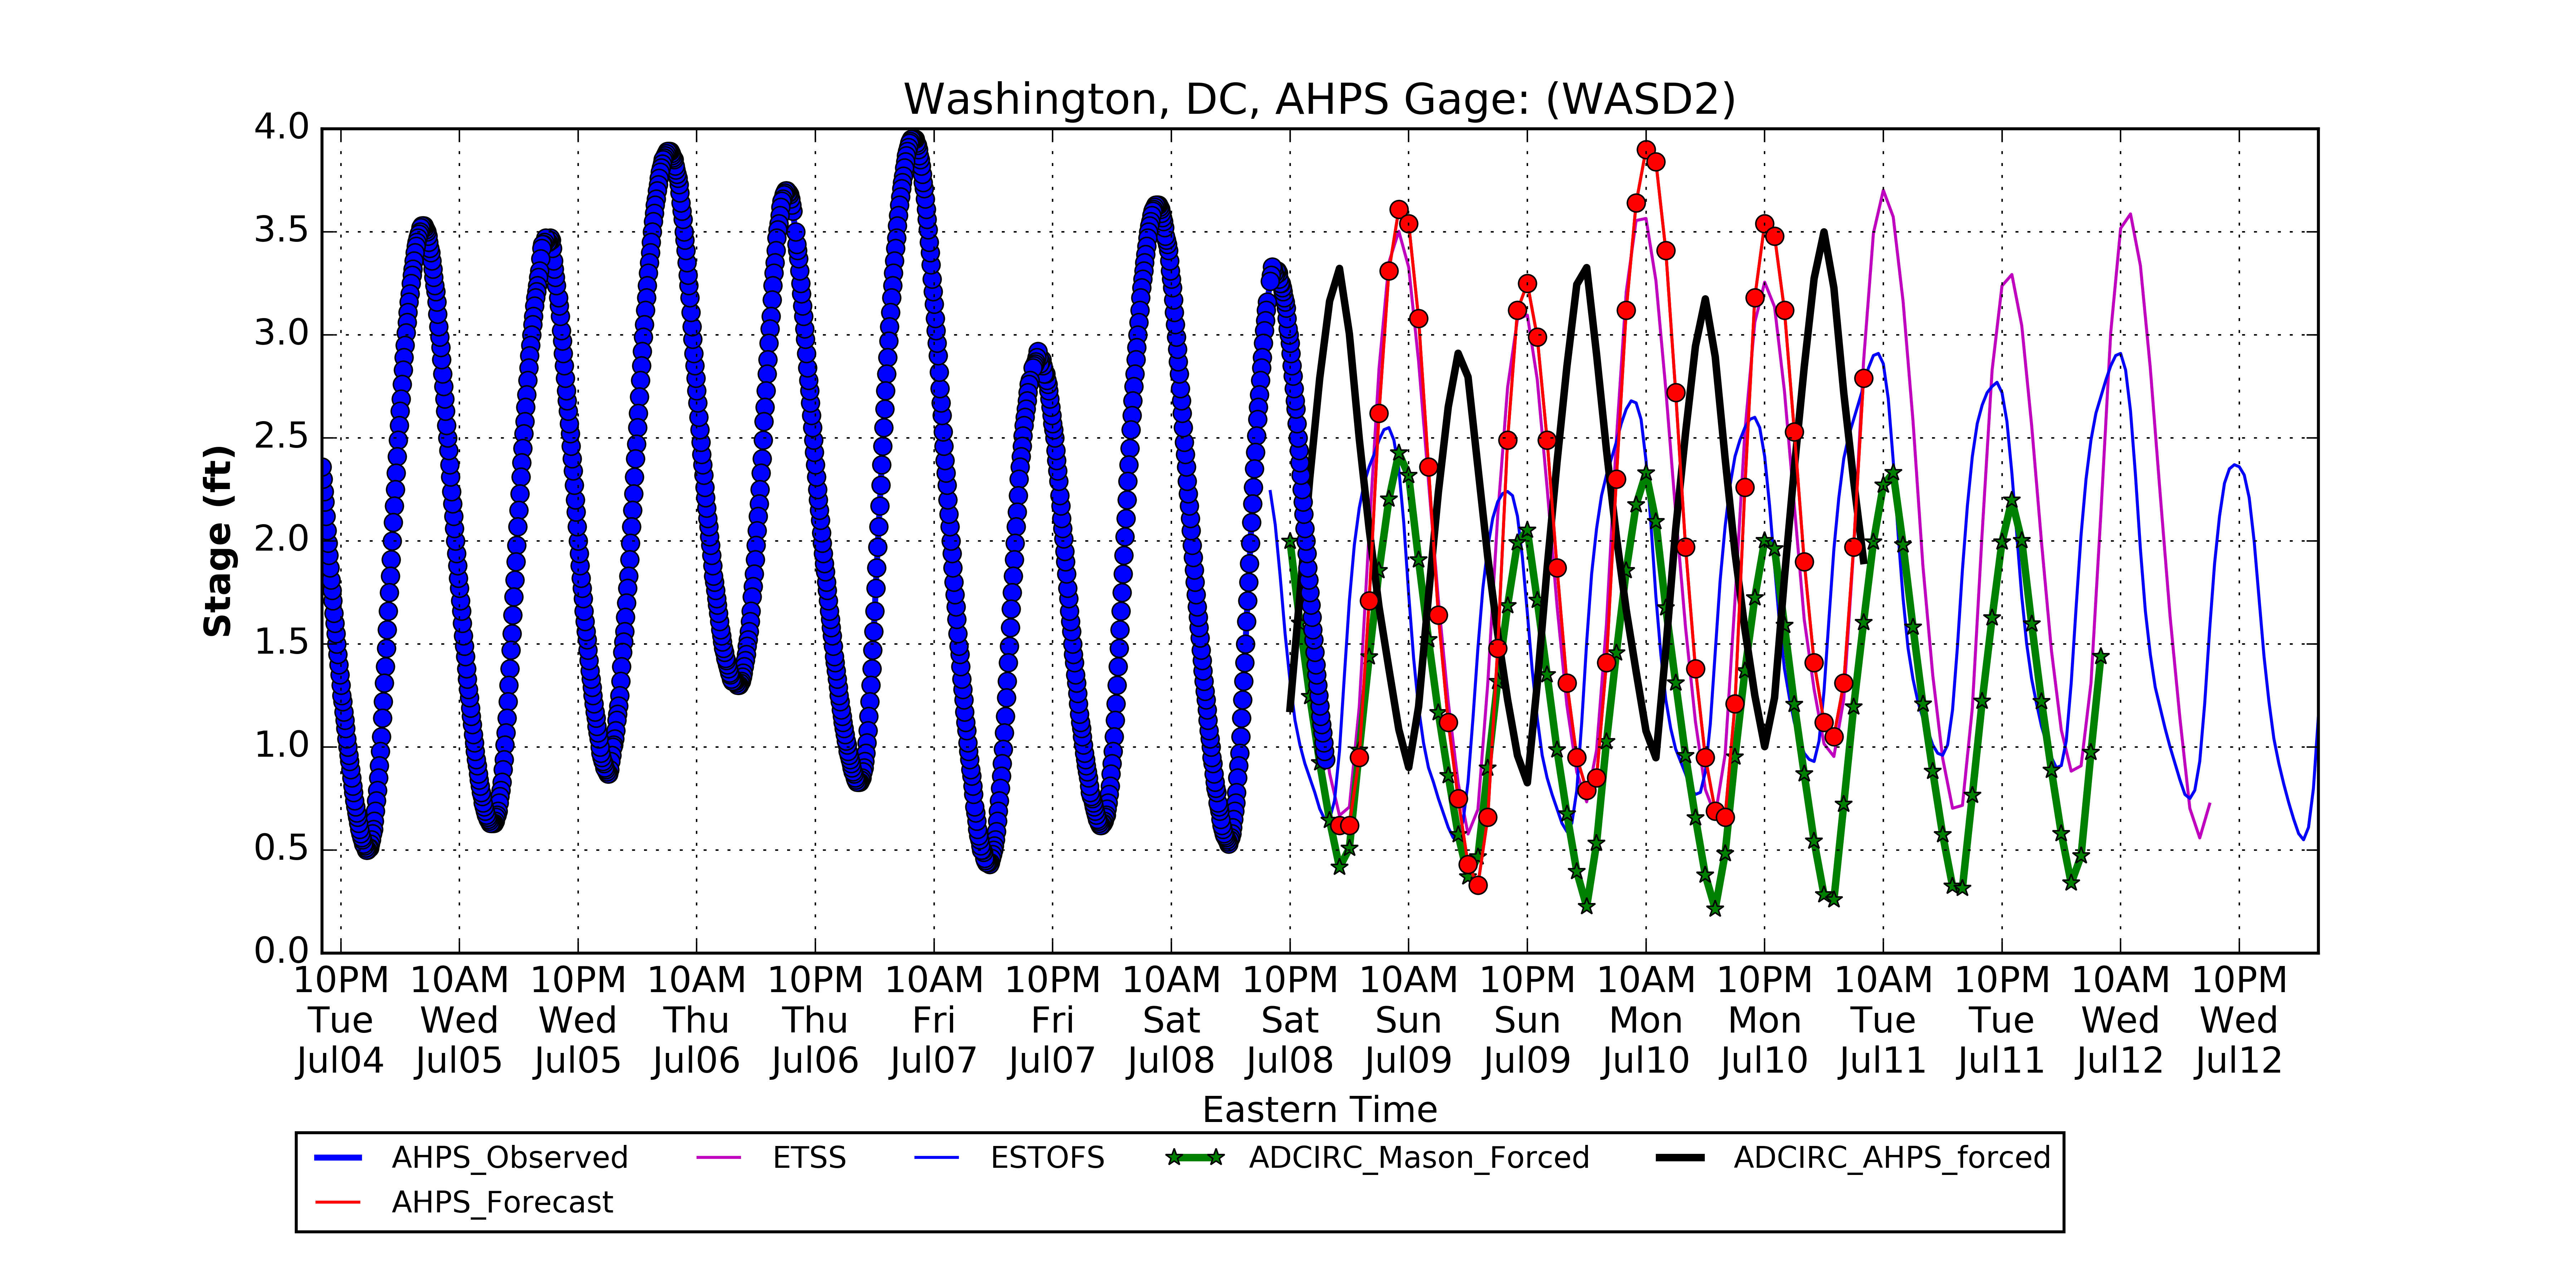 Washington, DC, AHPS Gage: (WASD2)
4.0
3.5
3.0
2.5
2.0
1.5
1.0
0.5
0.0
Stage (ft)
10PM 10AM 10PM 10AM 10PM 10AM 10PM 10AM 10PM 10AM 10PM 10AM 10PM 10AM 10PM 10AM 10PM
Tue Wed Wed Thu Thu Fri Fri Sat Sat Sun Sun Mon Mon Tue Tue Wed Wed
Jul04 Jul05 Jul05 Jul06 Jul06 Jul07 Jul07 Jul08 Jul08 Jul09 Jul09 Jul10 Jul10 Jul11 Jul11 Jul12 Jul12
Eastern Time
AHPS_Observed ETSS ESTOFS ADCIRC_Mason_Forced ADCIRC_AHPS_forced
AHPS_Forecast